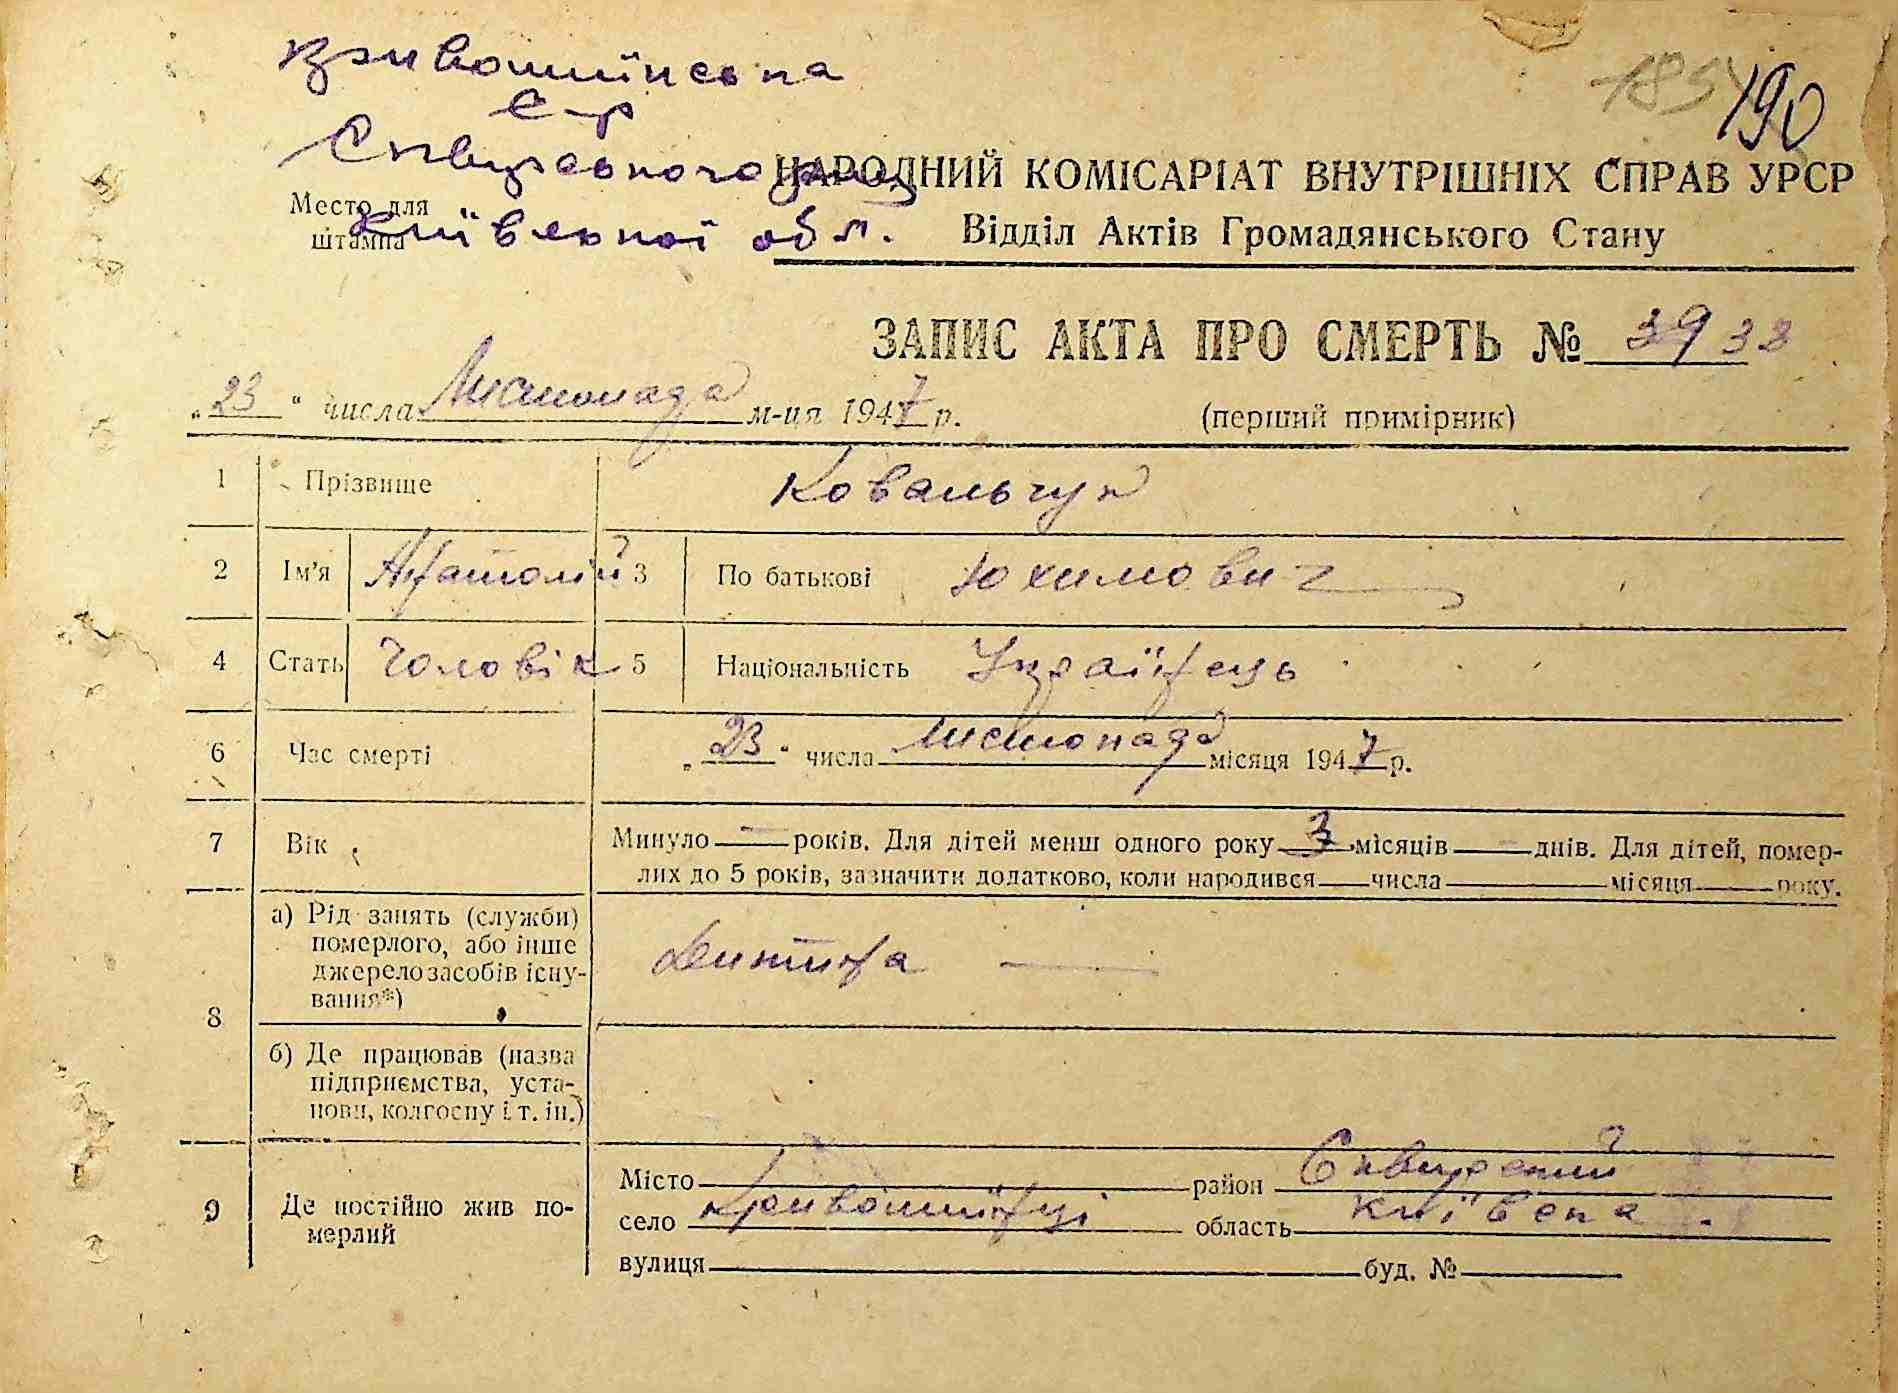 Кривошиїнська
с-р
Сквирського р-ну
Київської обл.
185 190
НАРОДНИЙ КОМІСАРІАТ ВНУТРІШНІХ СПРАВ УРСР
Место для
штампа
Відділ Актів Громадянського Стану
ЗАПИС АКТА ПРО СМЕРТЬ №
„23“ числа Листопада м-ця 1947 р. (перший примірник)
1 Прізвище Ковальчук
2 Ім'я Анатолій 3 По батькові Юхимович
4 Стать Чоловік 5 Національність Українець
6 Час смерті „23“ числа листопада місяця 1947 р.
7 Вік Минуло — років. Для дітей менш одного року 3 місяців — днів. Для дітей, помер-
лих до 5 років, зазначити додатково, коли народився числа місяця року.
8 а) Рід занять (служби)
померлого, або інше
джерело засобів існу-
вання*)
Дитина —
б) Де працював (назва
підприємства, уста-
нови, колгоспу і т. ін.)
9 Де постійно жив по-
мерлий
Місто район Сквирський
село Кривошиїнці область Київська
вулиця буд. №